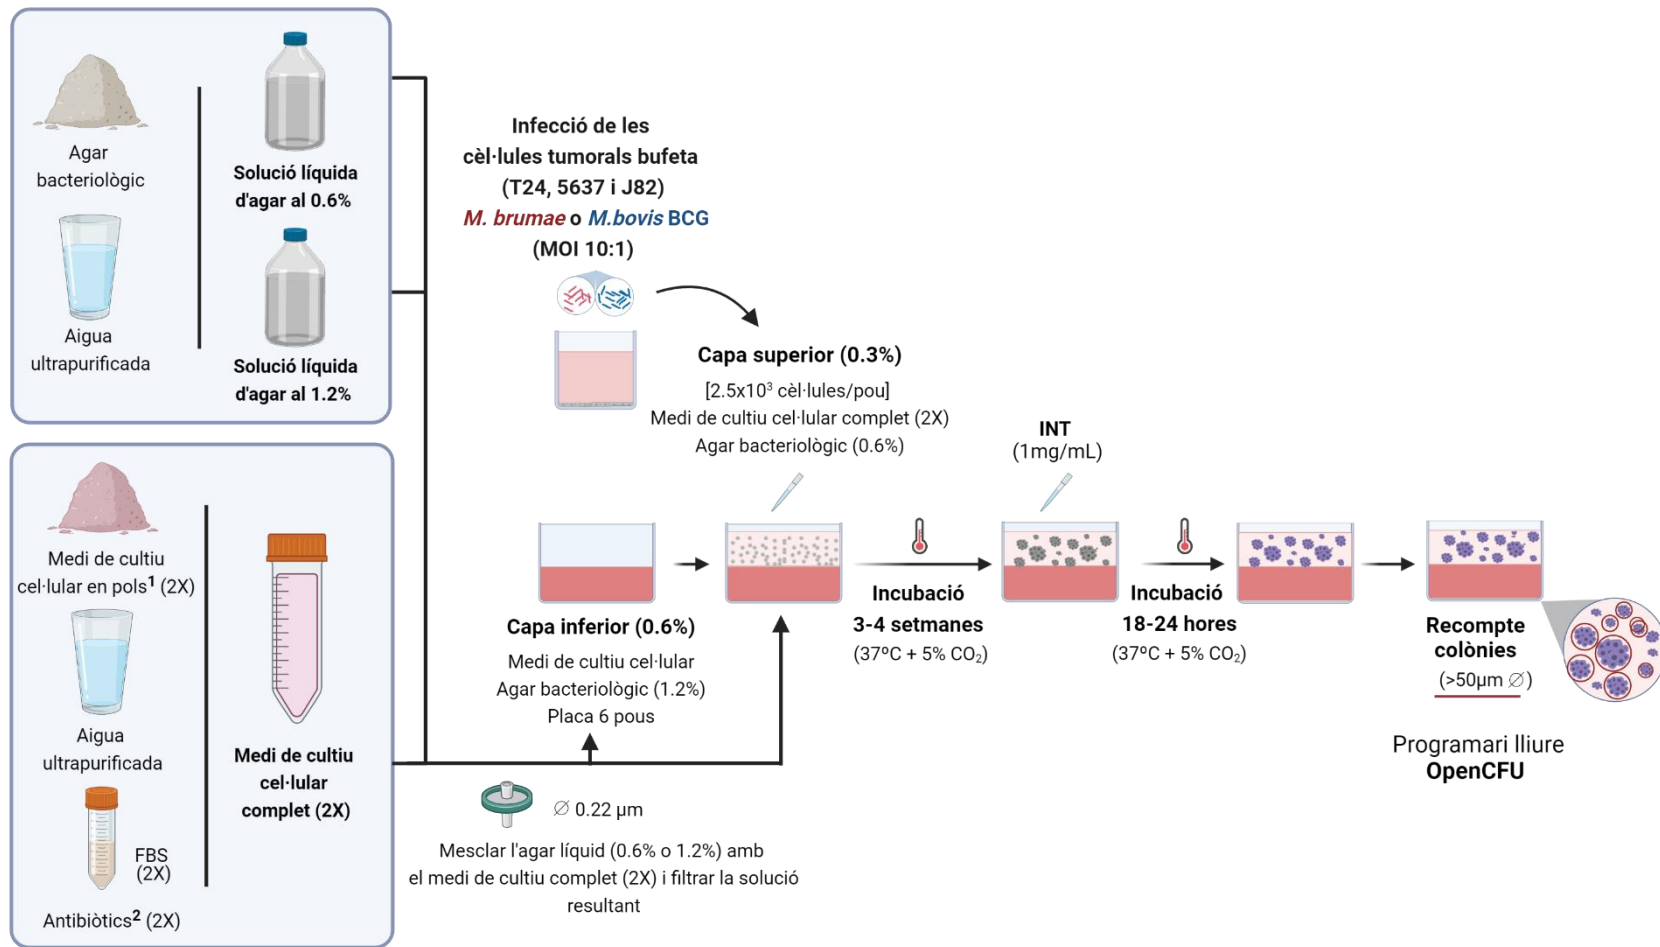 Agar
bacteriològic
Aigua
ultrapurificada
Solució líquida
d'agar al 0.6%
Solució líquida
d'agar al 1.2%
Medi de cultiu
cel·lular en pols¹ (2X)
Aigua
ultrapurificada
FBS
(2X)
Antibiòtics² (2X)
Medi de cultiu
cel·lular
complet (2X)
Infecció de les
cèl·lules tumorals bufeta
(T24, 5637 i J82)
M. brumae o M.bovis BCG
(MOI 10:1)
Capa superior (0.3%)
[2.5x10³ cèl·lules/pou]
Medi de cultiu cel·lular complet (2X)
Agar bacteriològic (0.6%)
Capa inferior (0.6%)
Medi de cultiu cel·lular
Agar bacteriològic (1.2%)
Placa 6 pous
∅ 0.22 µm
Mesclar l'agar líquid (0.6% o 1.2%) amb
el medi de cultiu complet (2X) i filtrar la solució
resultant
Incubació
3-4 setmanes
(37ºC + 5% CO₂)
INT
(1mg/mL)
Incubació
18-24 hores
(37ºC + 5% CO₂)
Recompte
colònies
(>50µm ∅)
Programari lliure
OpenCFU